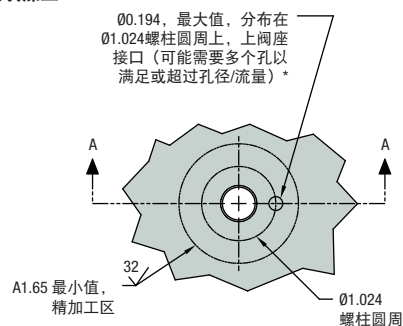 Ø0.194，最大值，分布在
Ø1.024螺柱圆周上，上阀座
接口（可能需要多个孔以
满足或超过孔径/流量）*
A
A
32
A1.65 最小值，
精加工区
Ø1.024
螺柱圆周